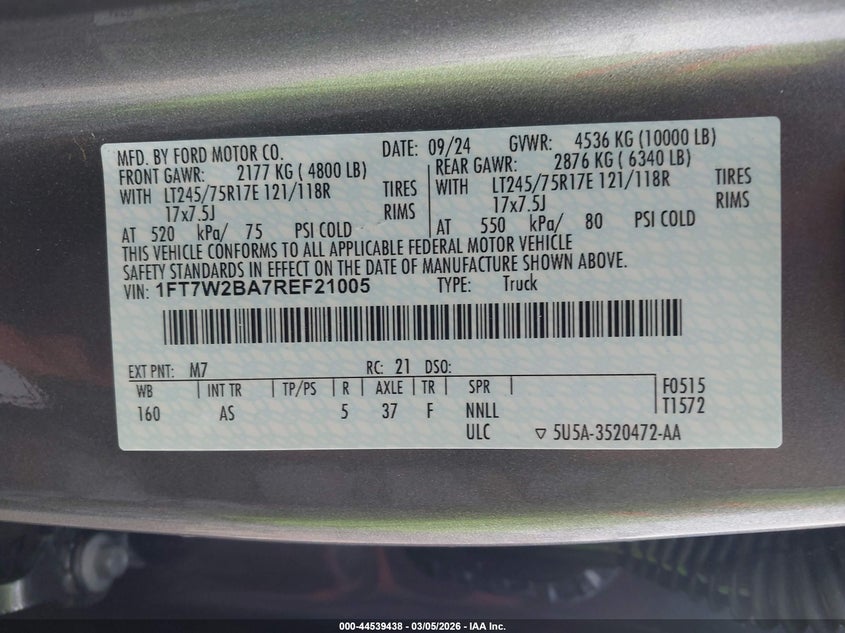 MFD. BY FORD MOTOR CO. DATE: 09/24 GVWR: 4536 KG (10000 LB)
FRONT GAWR: 2177 KG ( 4800 LB) REAR GAWR: 2876 KG ( 6340 LB)
WITH LT245/75R17E 121/118R TIRES WITH LT245/75R17E 121/118R TIRES
17x7.5J RIMS 17x7.5J RIMS
AT 520 kPa/ 75 PSI COLD AT 550 kPa/ 80 PSI COLD
THIS VEHICLE CONFORMS TO ALL APPLICABLE FEDERAL MOTOR VEHICLE
SAFETY STANDARDS IN EFFECT ON THE DATE OF MANUFACTURE SHOWN ABOVE.
VIN: 1FT7W2BA7REF21005 TYPE: Truck
EXT PNT: M7 RC: 21 DSO:
WB INT TR TP/PS R AXLE TR SPR F0515
160 AS 5 37 F NNLL T1572
ULC ▽ 5U5A-3520472-AA
000-44539438 - 03/05/2026 - IAA Inc.